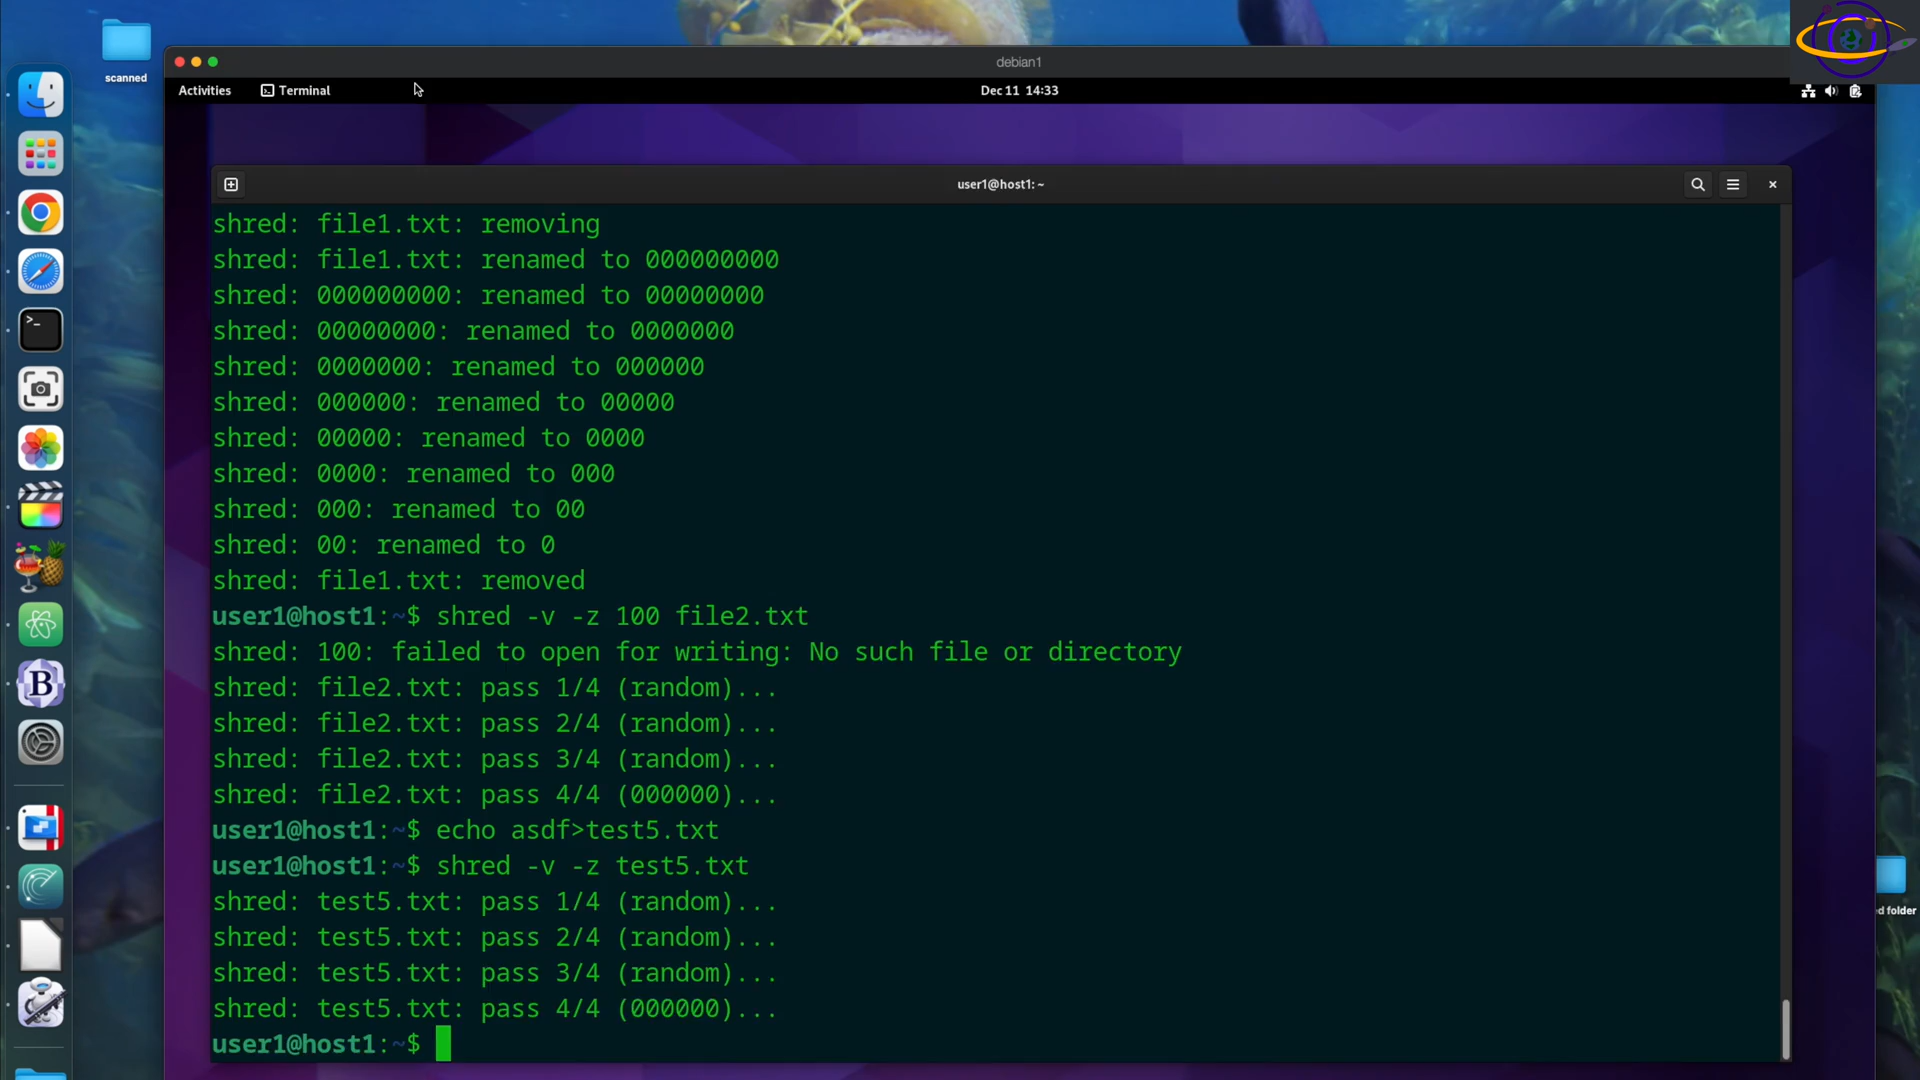 scanned
debian1
Activities
Terminal
Dec 11 14:33
user1@host1: ~
shred: file1.txt: removing
shred: file1.txt: renamed to 000000000
shred: 000000000: renamed to 00000000
shred: 00000000: renamed to 0000000
shred: 0000000: renamed to 000000
shred: 000000: renamed to 00000
shred: 00000: renamed to 0000
shred: 0000: renamed to 000
shred: 000: renamed to 00
shred: 00: renamed to 0
shred: file1.txt: removed
user1@host1:~$ shred -v -z 100 file2.txt
shred: 100: failed to open for writing: No such file or directory
shred: file2.txt: pass 1/4 (random)...
shred: file2.txt: pass 2/4 (random)...
shred: file2.txt: pass 3/4 (random)...
shred: file2.txt: pass 4/4 (000000)...
user1@host1:~$ echo asdf>test5.txt
user1@host1:~$ shred -v -z test5.txt
shred: test5.txt: pass 1/4 (random)...
shred: test5.txt: pass 2/4 (random)...
shred: test5.txt: pass 3/4 (random)...
shred: test5.txt: pass 4/4 (000000)...
user1@host1:~$
d folder